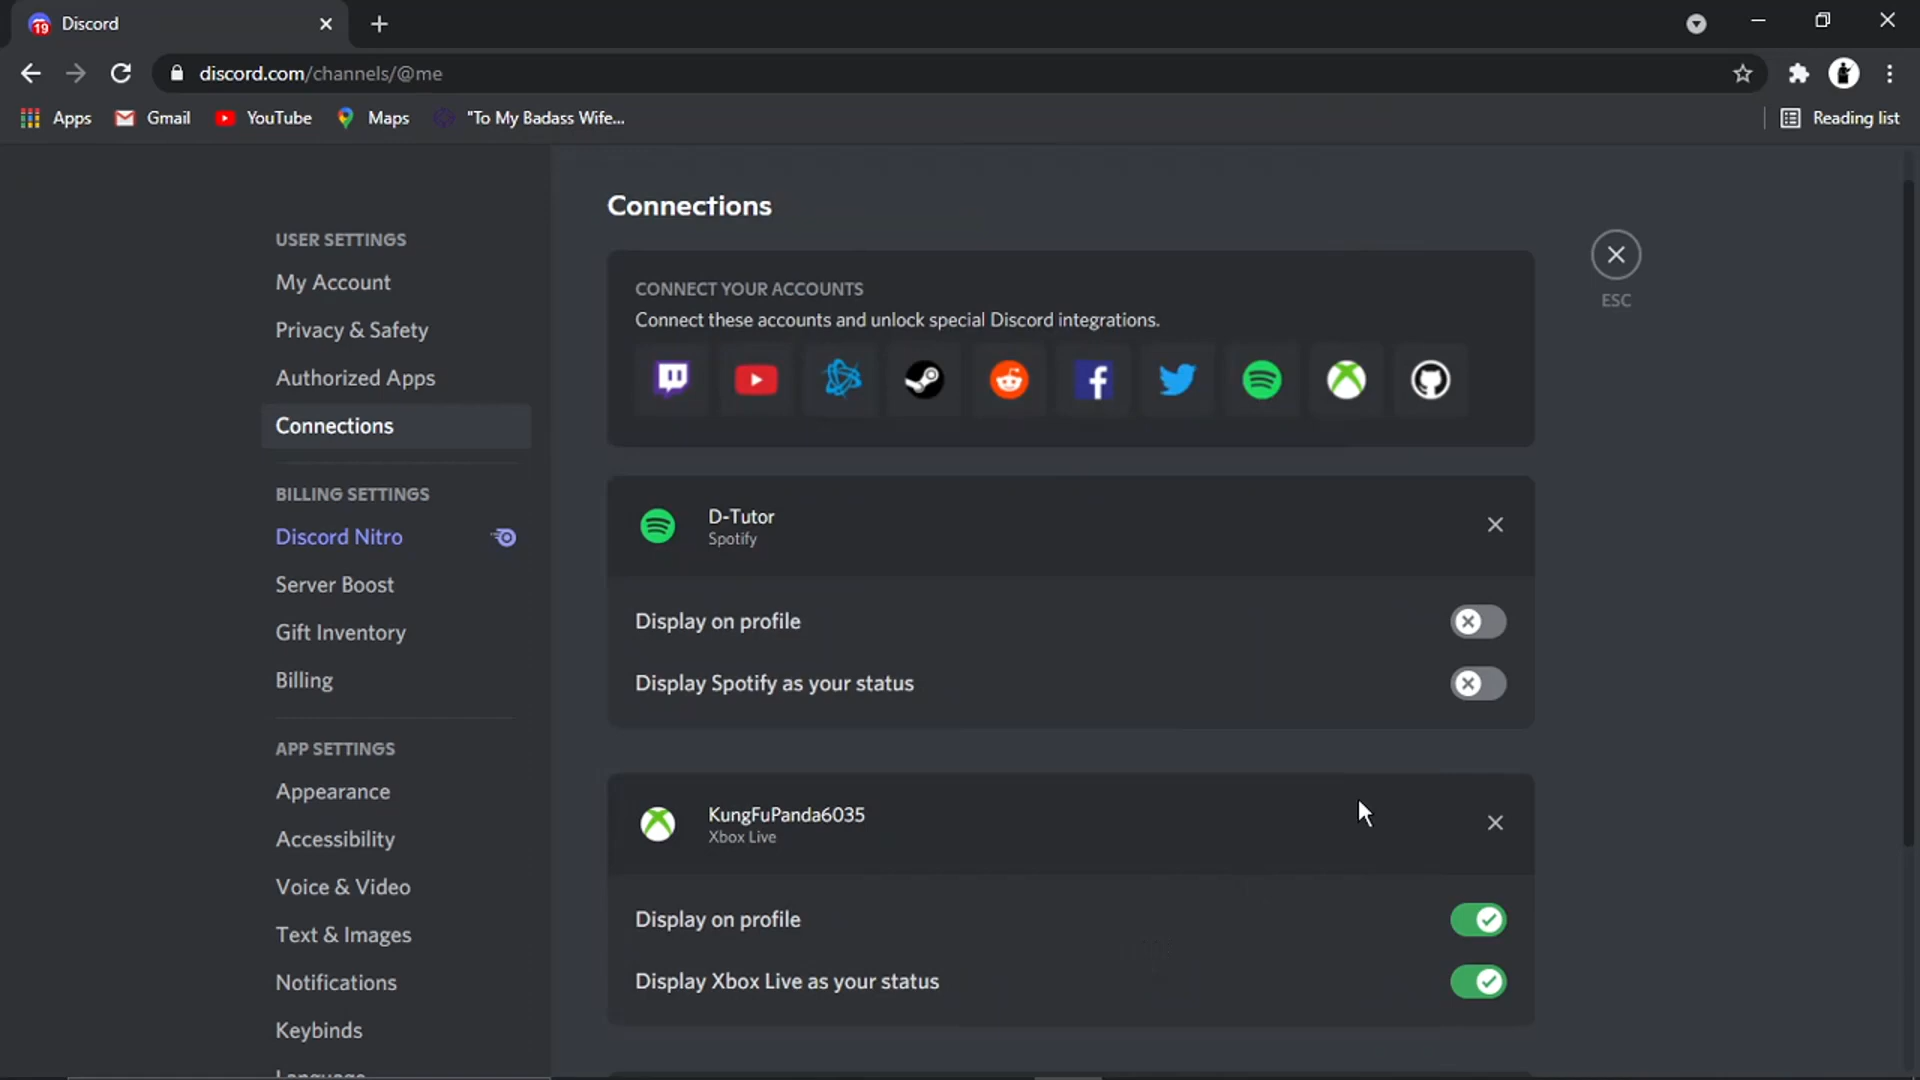 19 Discord
discord.com/channels/@me
Apps Gmail YouTube Maps "To My Badass Wife... Reading list
USER SETTINGS
My Account
Privacy & Safety
Authorized Apps
Connections
BILLING SETTINGS
Discord Nitro
Server Boost
Gift Inventory
Billing
APP SETTINGS
Appearance
Accessibility
Voice & Video
Text & Images
Notifications
Keybinds
Language
Connections
CONNECT YOUR ACCOUNTS
Connect these accounts and unlock special Discord integrations.
ESC
D-Tutor
Spotify
Display on profile
Display Spotify as your status
KungFuPanda6035
Xbox Live
Display on profile
Display Xbox Live as your status